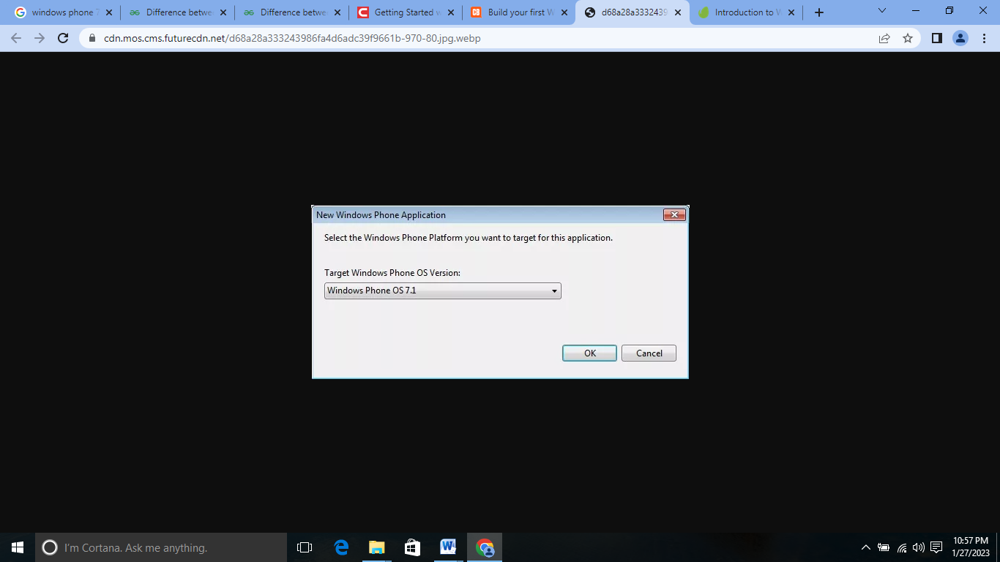 windows phone 7
Difference betwe
Difference betwe
Getting Started w
Build your first W
d68a28a3332439
Introduction to W
cdn.mos.cms.futurecdn.net/d68a28a333243986fa4d6adc39f9661b-970-80.jpg.webp
New Windows Phone Application
Select the Windows Phone Platform you want to target for this application.
Target Windows Phone OS Version:
Windows Phone OS 7.1
OK
Cancel
I'm Cortana. Ask me anything.
10:57 PM
1/27/2023